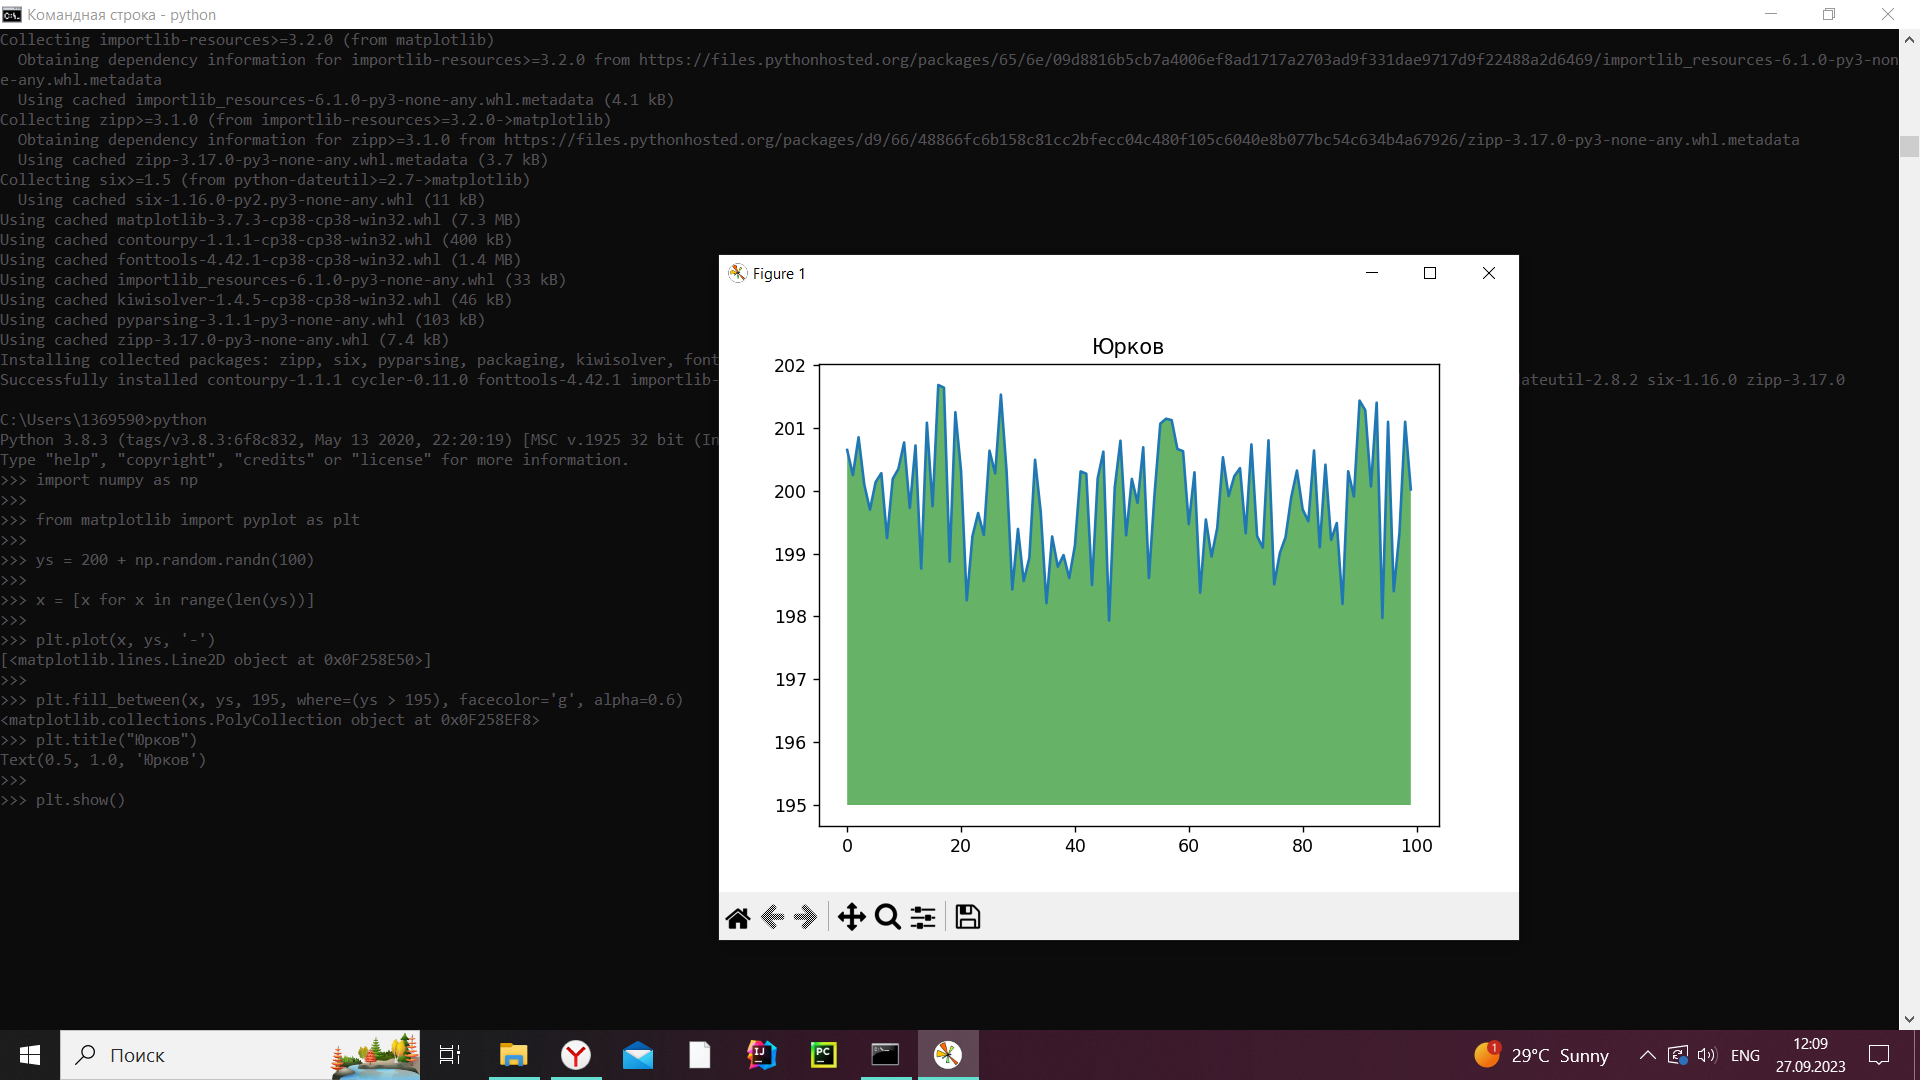 Командная строка - python
Collecting importlib-resources>=3.2.0 (from matplotlib)
  Obtaining dependency information for importlib-resources>=3.2.0 from https://files.pythonhosted.org/packages/65/6e/09d8816b5cb7a4006ef8ad1717a2703ad9f331dae9717d9f22488a2d6469/importlib_resources-6.1.0-py3-non
e-any.whl.metadata
  Using cached importlib_resources-6.1.0-py3-none-any.whl.metadata (4.1 kB)
Collecting zipp>=3.1.0 (from importlib-resources>=3.2.0->matplotlib)
  Obtaining dependency information for zipp>=3.1.0 from https://files.pythonhosted.org/packages/d9/66/48866fc6b158c81cc2bfecc04c480f105c6040e8b077bc54c634b4a67926/zipp-3.17.0-py3-none-any.whl.metadata
  Using cached zipp-3.17.0-py3-none-any.whl.metadata (3.7 kB)
Collecting six>=1.5 (from python-dateutil>=2.7->matplotlib)
  Using cached six-1.16.0-py2.py3-none-any.whl (11 kB)
Using cached matplotlib-3.7.3-cp38-cp38-win32.whl (7.3 MB)
Using cached contourpy-1.1.1-cp38-cp38-win32.whl (400 kB)
Using cached fonttools-4.42.1-cp38-cp38-win32.whl (1.4 MB)
Using cached importlib_resources-6.1.0-py3-none-any.whl (33 kB)
Using cached kiwisolver-1.4.5-cp38-cp38-win32.whl (46 kB)
Using cached pyparsing-3.1.1-py3-none-any.whl (103 kB)
Using cached zipp-3.17.0-py3-none-any.whl (7.4 kB)
Installing collected packages: zipp, six, pyparsing, packaging, kiwisolver, font
Successfully installed contourpy-1.1.1 cycler-0.11.0 fonttools-4.42.1 importlib- ateutil-2.8.2 six-1.16.0 zipp-3.17.0
C:\Users\1369590>python
Python 3.8.3 (tags/v3.8.3:6f8c832, May 13 2020, 22:20:19) [MSC v.1925 32 bit (In
Type "help", "copyright", "credits" or "license" for more information.
>>> import numpy as np
>>>
>>> from matplotlib import pyplot as plt
>>>
>>> ys = 200 + np.random.randn(100)
>>>
>>> x = [x for x in range(len(ys))]
>>>
>>> plt.plot(x, ys, '-')
[<matplotlib.lines.Line2D object at 0x0F258E50>]
>>>
>>> plt.fill_between(x, ys, 195, where=(ys > 195), facecolor='g', alpha=0.6)
<matplotlib.collections.PolyCollection object at 0x0F258EF8>
>>> plt.title("Юрков")
Text(0.5, 1.0, 'Юрков')
>>>
>>> plt.show()
Figure 1
Юрков
202
201
200
199
198
197
196
195
0 20 40 60 80 100
Поиск
IJ
PC
1
29°C Sunny
ENG
12:09
27.09.2023